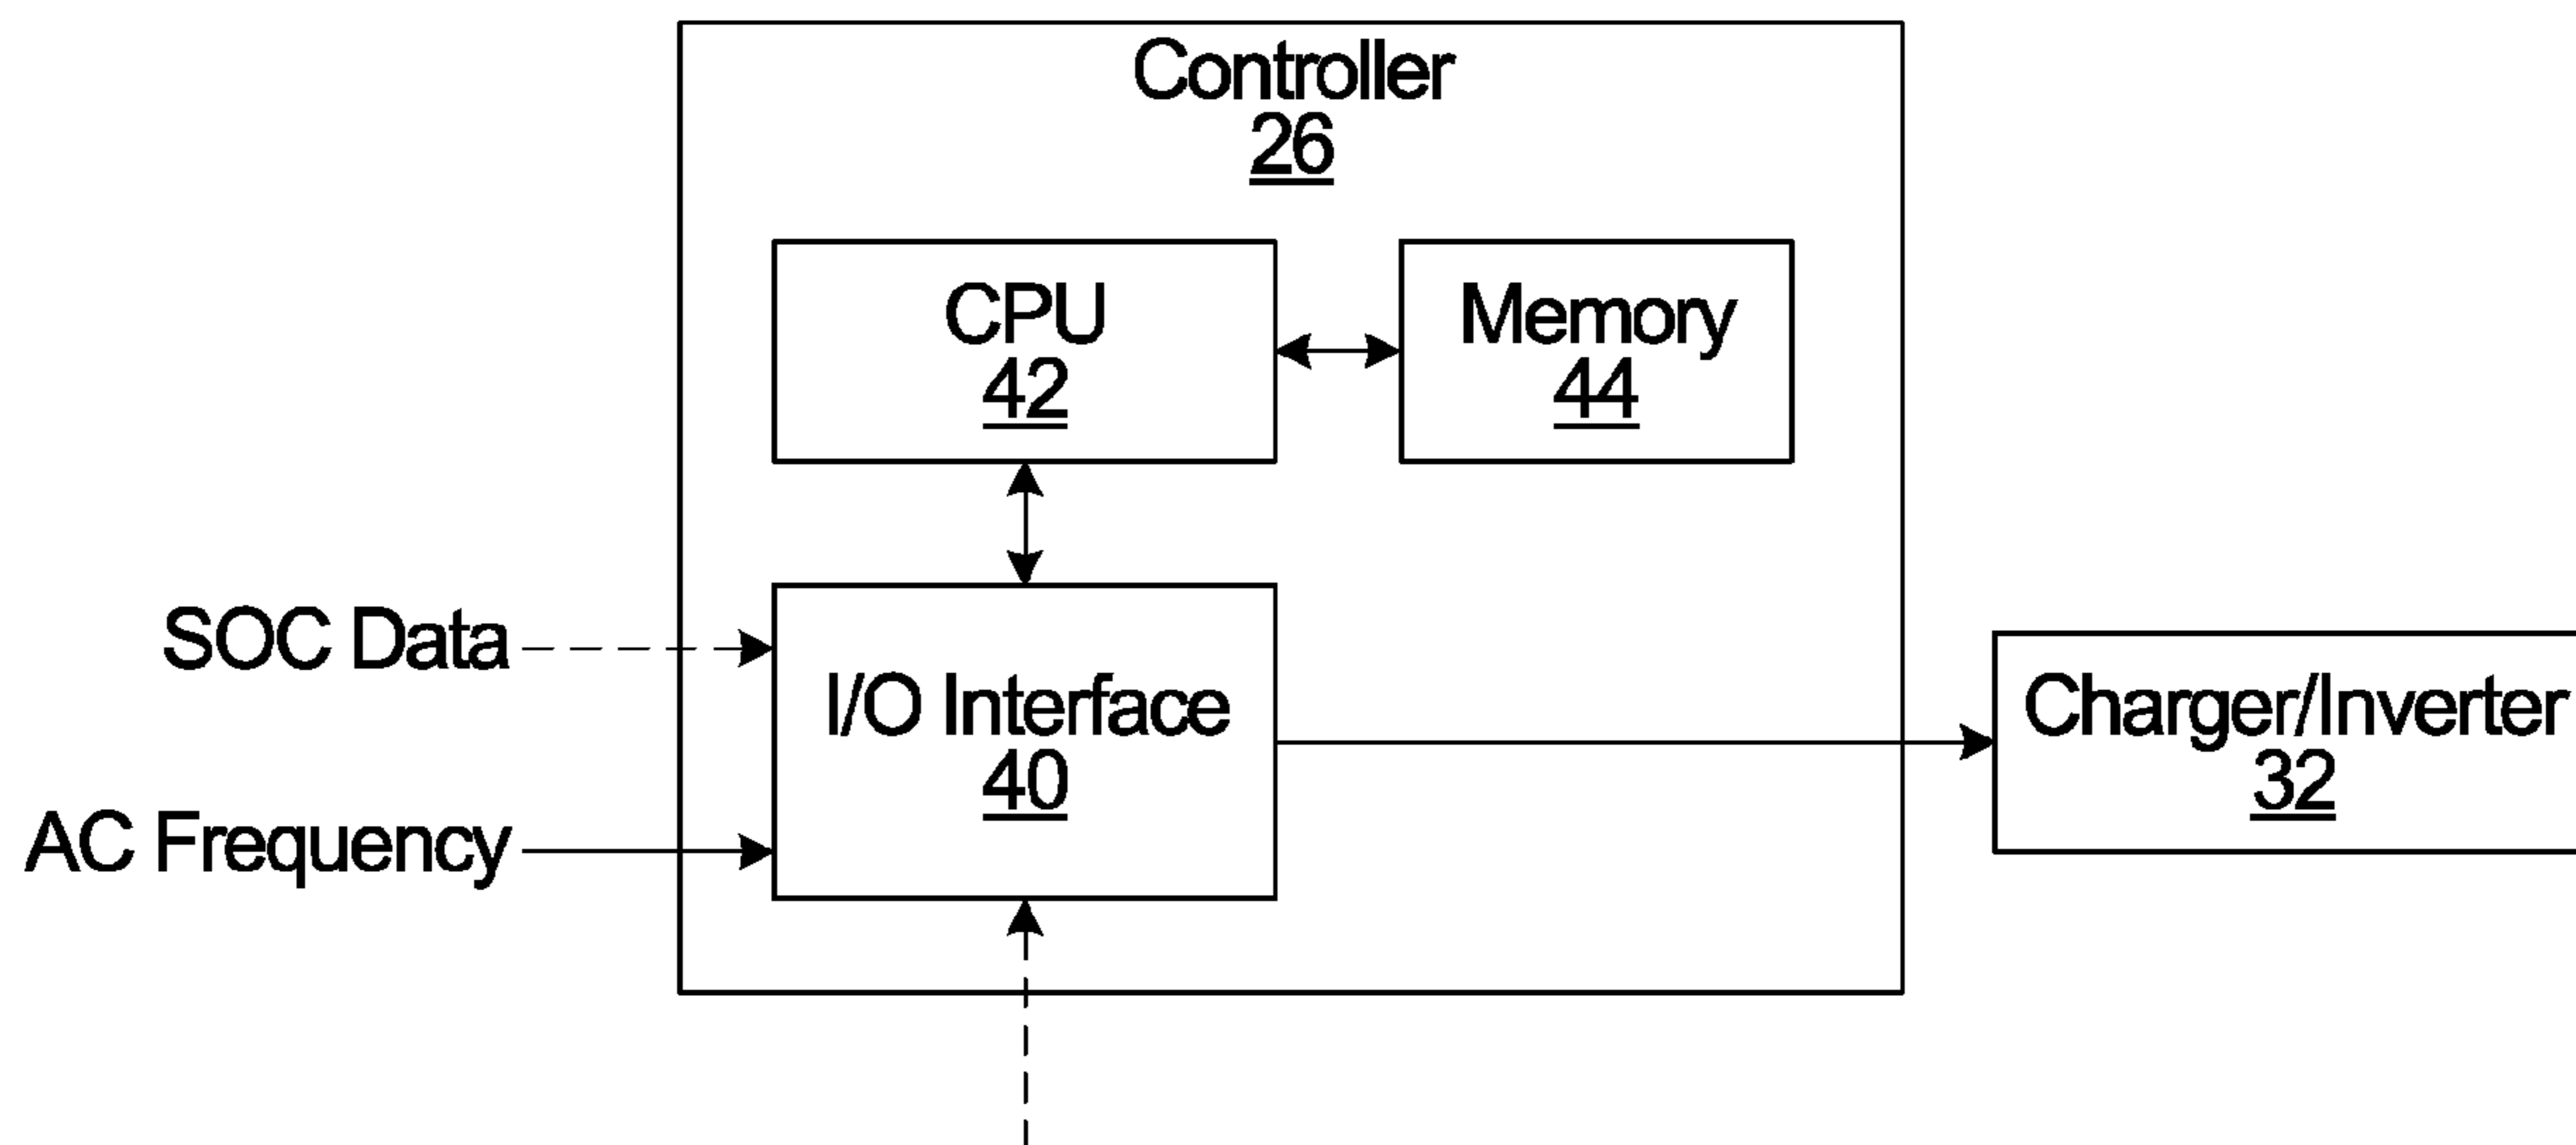 Controller
26
CPU
42
Memory
44
SOC Data
I/O Interface
40
AC Frequency
Charger/Inverter
32